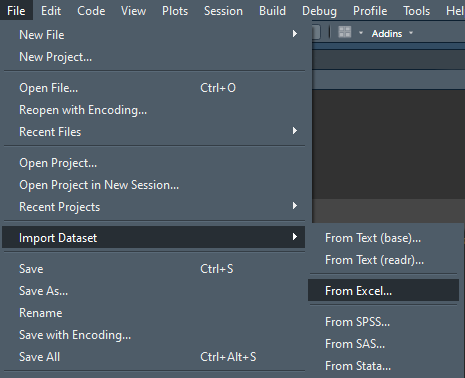 File Edit Code View Plots Session Build Debug Profile Tools Hel
New File
Addins
New Project...
Open File... Ctrl+O
Reopen with Encoding...
Recent Files
Open Project...
Open Project in New Session...
Recent Projects
Import Dataset
From Text (base)...
From Text (readr)...
From Excel...
From SPSS...
From SAS...
From Stata...
Save Ctrl+S
Save As...
Rename
Save with Encoding...
Save All Ctrl+Alt+S